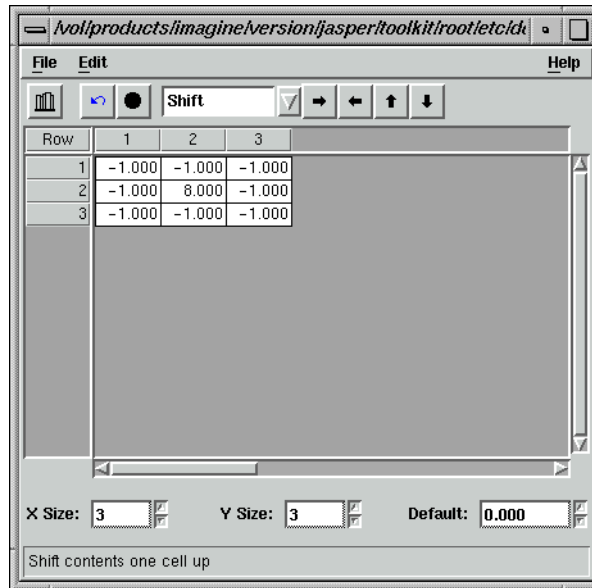 /vol/products/imagine/version/jasper/toolkit/root/etc/de
File Edit Help
Shift
Row 1 2 3
1 -1.000 -1.000 -1.000
2 -1.000 8.000 -1.000
3 -1.000 -1.000 -1.000
X Size: 3 Y Size: 3 Default: 0.000
Shift contents one cell up